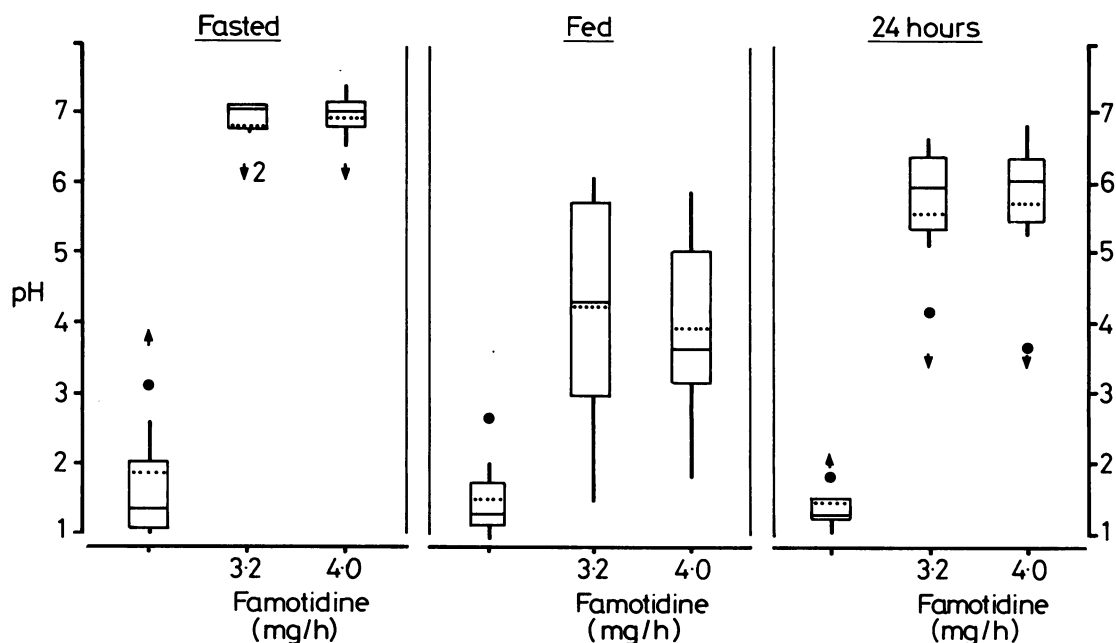 Fasted Fed 24 hours
7 7
6 2 6
5 5
pH
4 4
3 3
2 2
1 1
3·2 4·0 3·2 4·0 3·2 4·0
Famotidine Famotidine Famotidine
(mg/h) (mg/h) (mg/h)